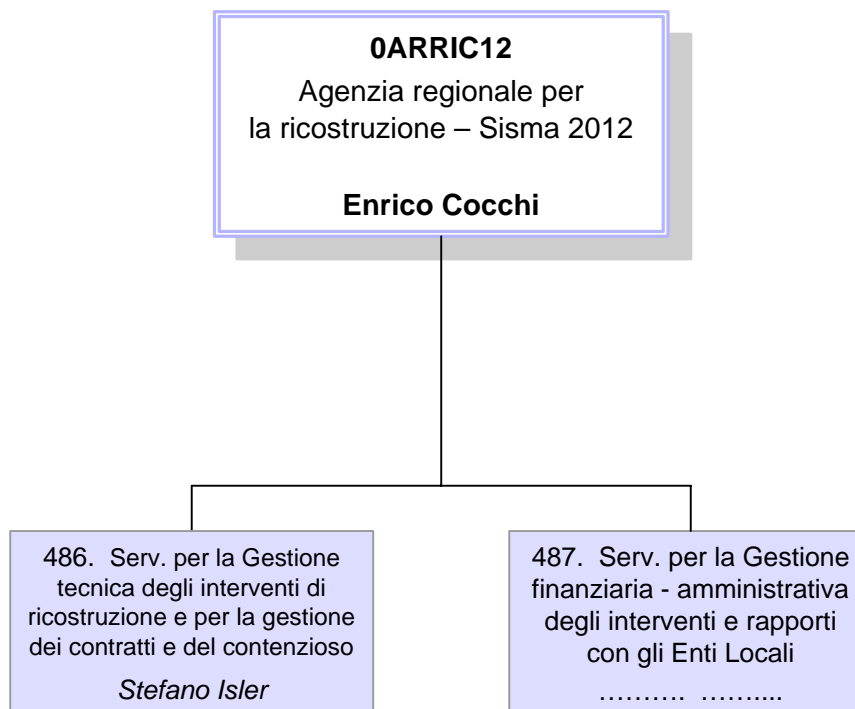 0ARRIC12
Agenzia regionale per
la ricostruzione – Sisma 2012
Enrico Cocchi
486. Serv. per la Gestione
tecnica degli interventi di
ricostruzione e per la gestione
dei contratti e del contenzioso
Stefano Isler
487. Serv. per la Gestione
finanziaria - amministrativa
degli interventi e rapporti
con gli Enti Locali
………. ……....